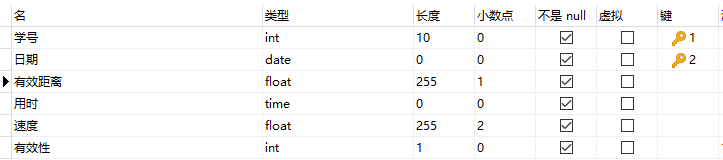 名 类型 长度 小数点 不是 null 虚拟 键
学号 int 10 0 1
日期 date 0 0 2
有效距离 float 255 1
用时 time 0 0
速度 float 255 2
有效性 int 1 0